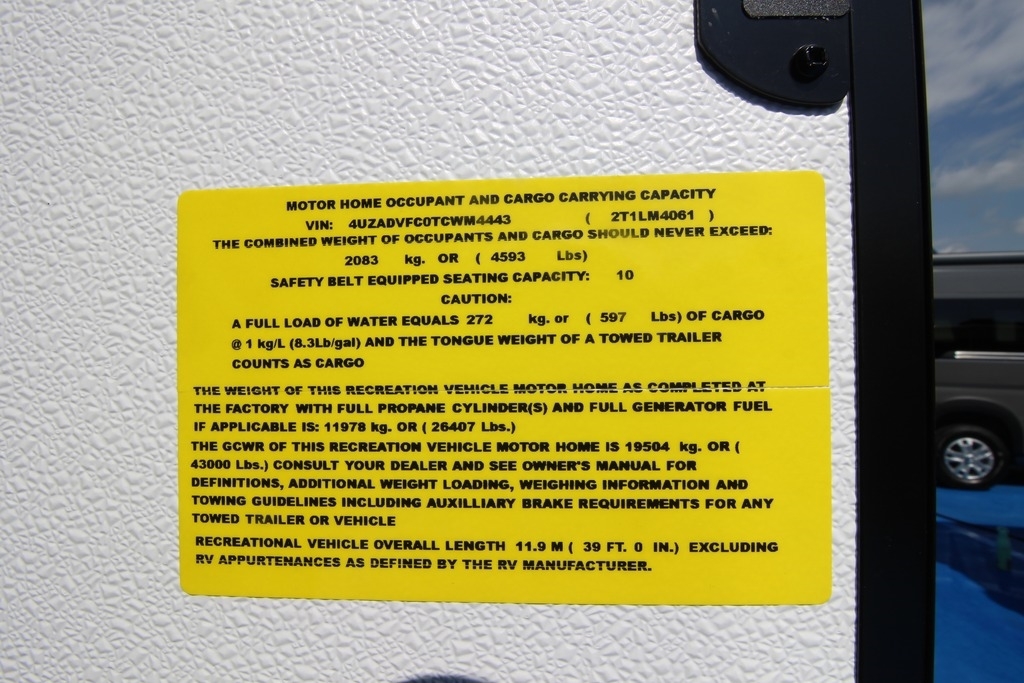 MOTOR HOME OCCUPANT AND CARGO CARRYING CAPACITY
VIN: 4UZADVFC0TCWM4443 ( 2T1LM4061 )
THE COMBINED WEIGHT OF OCCUPANTS AND CARGO SHOULD NEVER EXCEED:
2083 kg. OR ( 4593 Lbs)
SAFETY BELT EQUIPPED SEATING CAPACITY: 10
CAUTION:
A FULL LOAD OF WATER EQUALS 272 kg. or ( 597 Lbs) OF CARGO
@ 1 kg/L (8.3Lb/gal) AND THE TONGUE WEIGHT OF A TOWED TRAILER
COUNTS AS CARGO
THE WEIGHT OF THIS RECREATION VEHICLE MOTOR HOME AS COMPLETED AT
THE FACTORY WITH FULL PROPANE CYLINDER(S) AND FULL GENERATOR FUEL
IF APPLICABLE IS: 11978 kg. OR ( 26407 Lbs.)
THE GCWR OF THIS RECREATION VEHICLE MOTOR HOME IS 19504 kg. OR (
43000 Lbs.) CONSULT YOUR DEALER AND SEE OWNER'S MANUAL FOR
DEFINITIONS, ADDITIONAL WEIGHT LOADING, WEIGHING INFORMATION AND
TOWING GUIDELINES INCLUDING AUXILLIARY BRAKE REQUIREMENTS FOR ANY
TOWED TRAILER OR VEHICLE
RECREATIONAL VEHICLE OVERALL LENGTH 11.9 M ( 39 FT. 0 IN.) EXCLUDING
RV APPURTENANCES AS DEFINED BY THE RV MANUFACTURER.